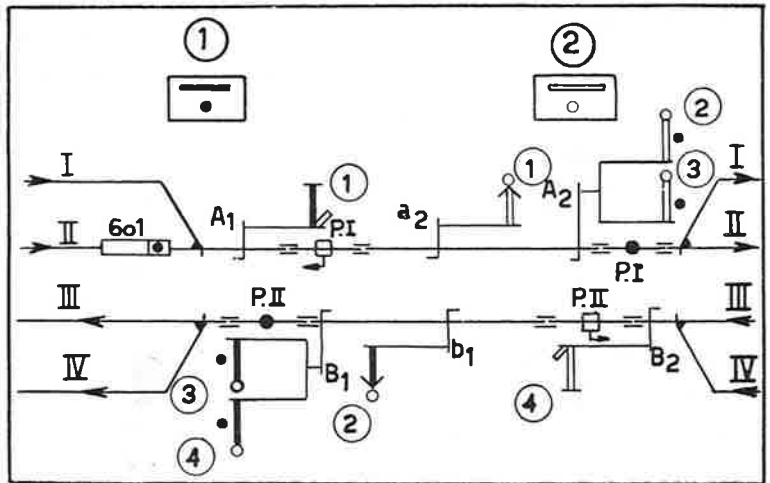 1 2
2
I 1 1 3 I
II 601 A1 P.I a2 A2 II
P.I
III P.II P.II III
IV B1 b1 B2 IV
3 2 4
4